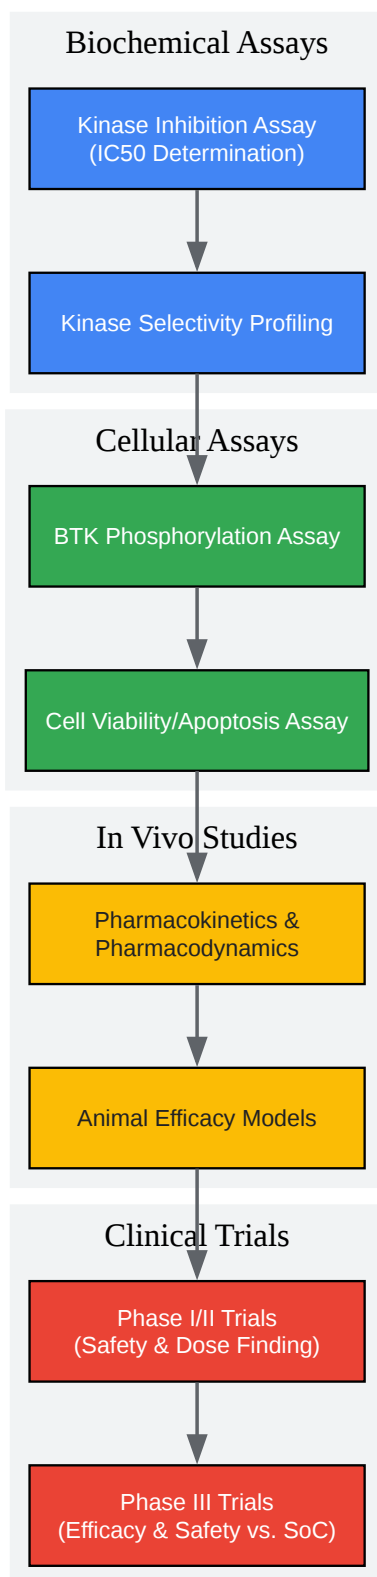 Biochemical Assays
Kinase Inhibition Assay
(IC50 Determination)
Kinase Selectivity Profiling
Cellular Assays
BTK Phosphorylation Assay
Cell Viability/Apoptosis Assay
In Vivo Studies
Pharmacokinetics &
Pharmacodynamics
Animal Efficacy Models
Clinical Trials
Phase I/II Trials
(Safety & Dose Finding)
Phase III Trials
(Efficacy & Safety vs. SoC)